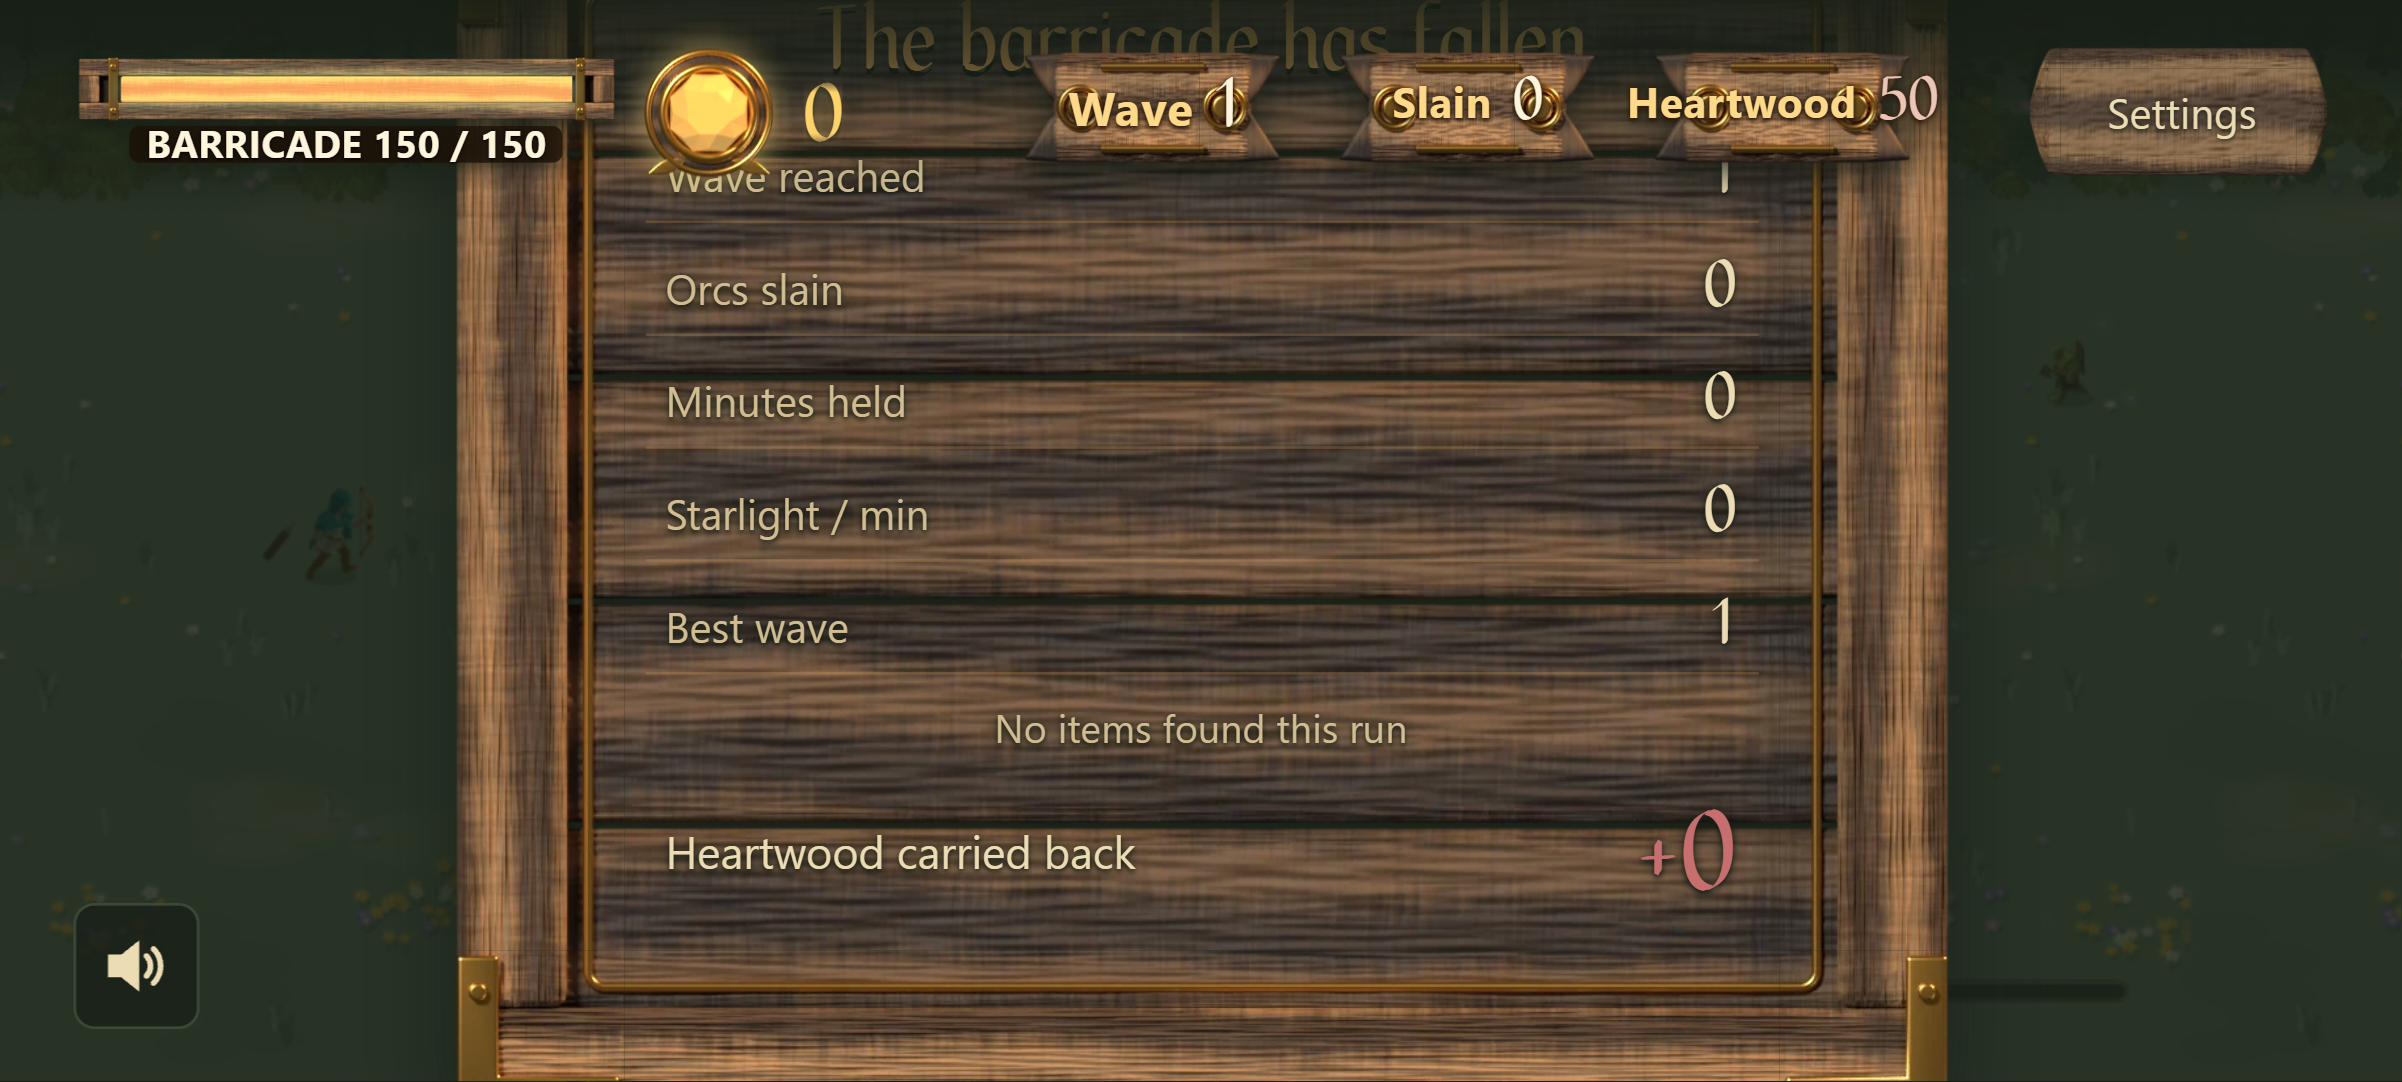 The barricade has fallen
BARRICADE 150 / 150
0
Wave 1
Slain 0
Heartwood 50
Settings
Wave reached 1
Orcs slain 0
Minutes held 0
Starlight / min 0
Best wave 1
No items found this run
Heartwood carried back +0